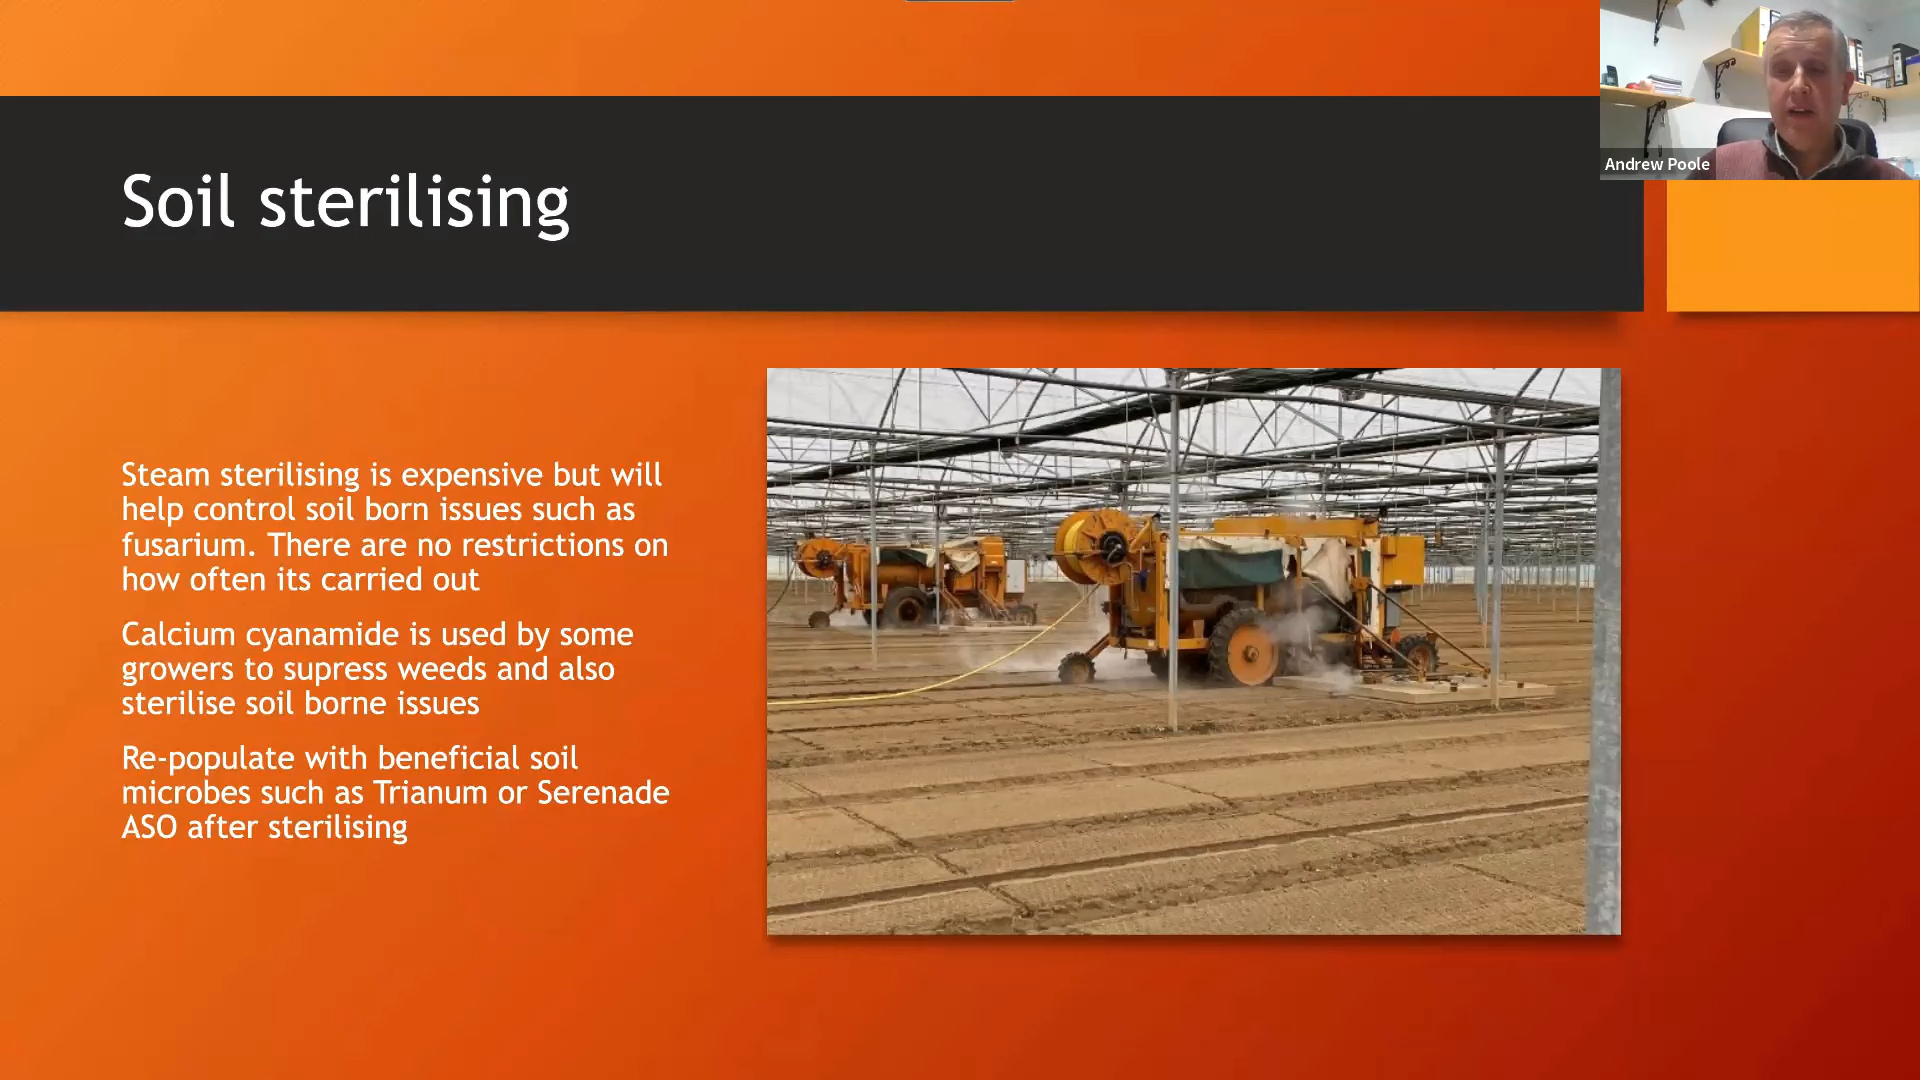 Andrew Poole
Soil sterilising
Steam sterilising is expensive but will
help control soil born issues such as
fusarium. There are no restrictions on
how often its carried out
Calcium cyanamide is used by some
growers to supress weeds and also
sterilise soil borne issues
Re-populate with beneficial soil
microbes such as Trianum or Serenade
ASO after sterilising